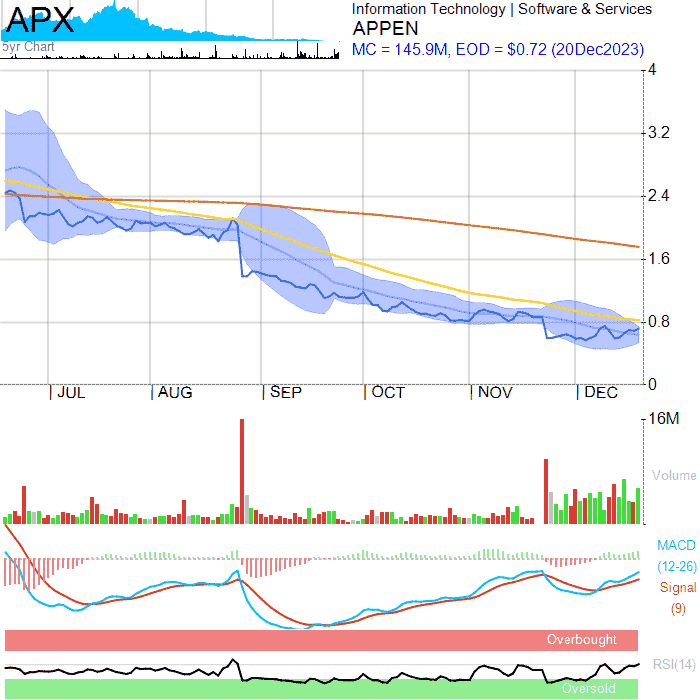 APX
5yr Chart
Information Technology | Software & Services
APPEN
MC = 145.9M, EOD = $0.72 (20Dec2023)
4
3.2
2.4
1.6
0.8
0
JUL AUG SEP OCT NOV DEC
16M
Volume
MACD
(12-26)
Signal
(9)
Overbought
RSI(14)
Oversold